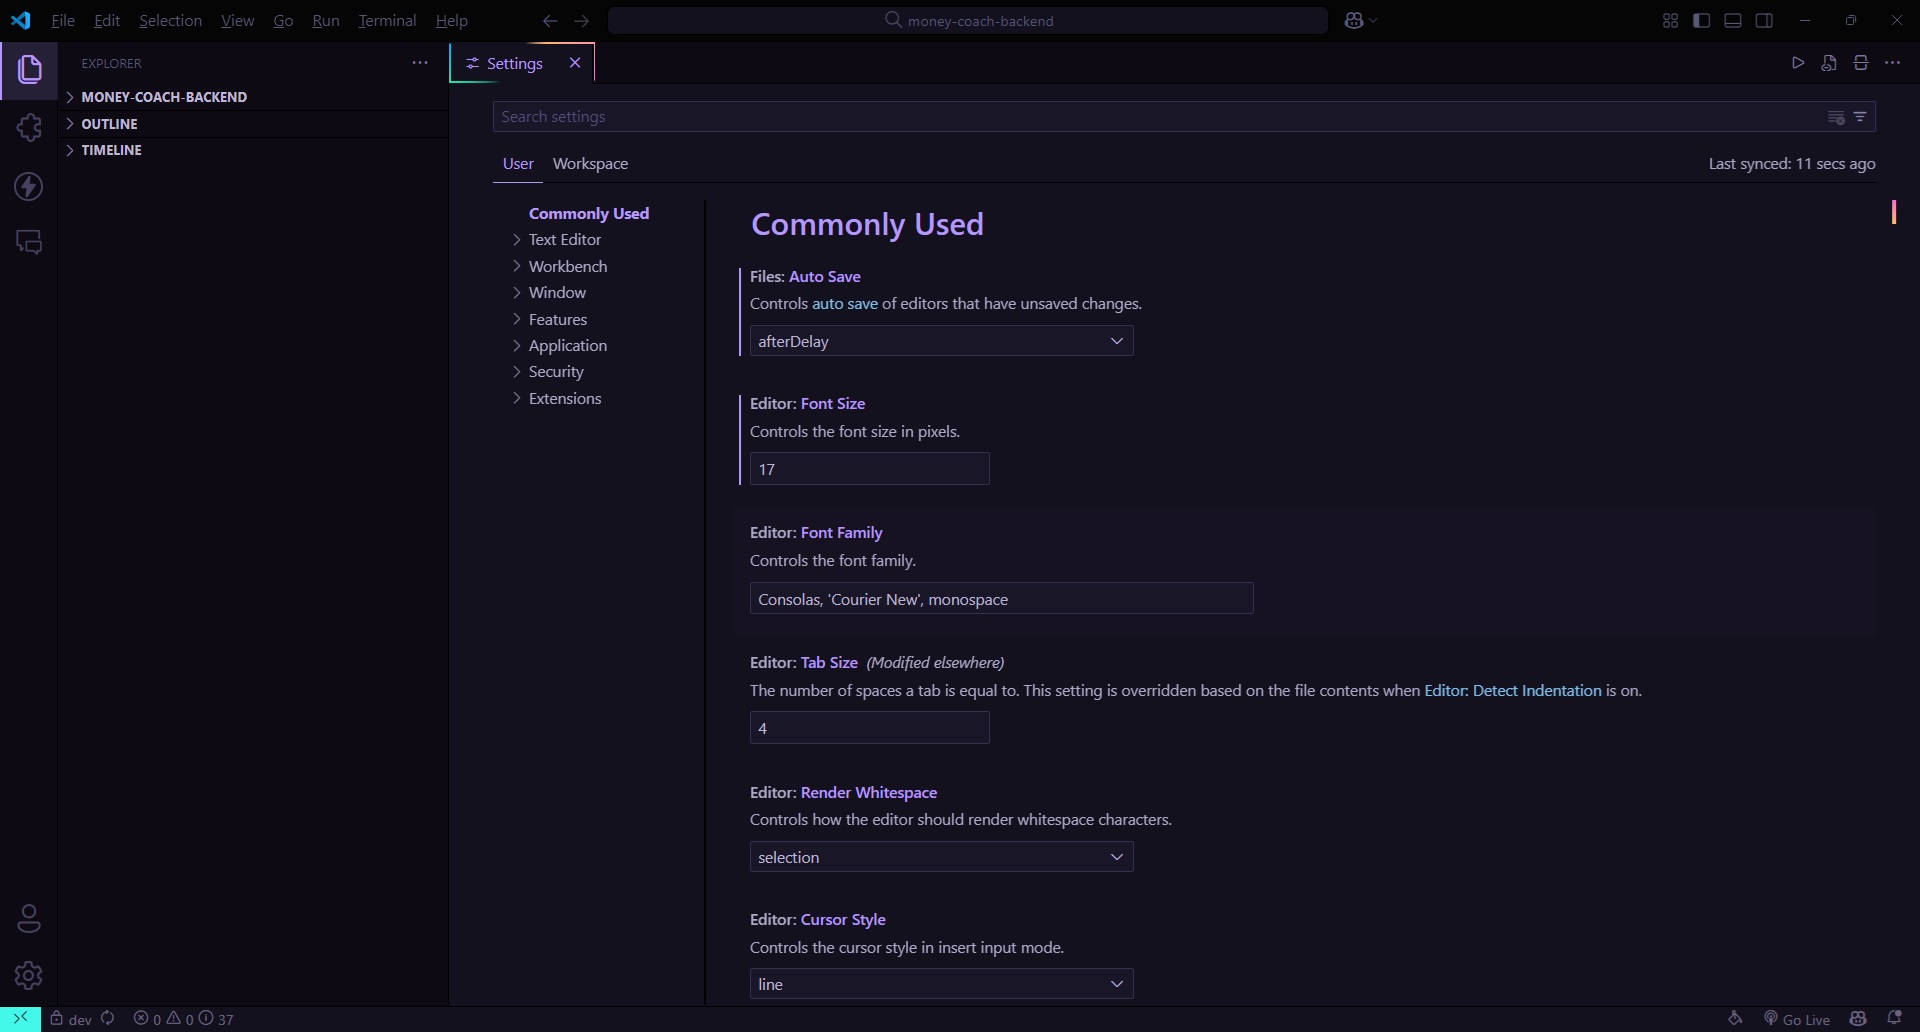 File Edit Selection View Go Run Terminal Help
money-coach-backend
EXPLORER
MONEY-COACH-BACKEND
OUTLINE
TIMELINE
Settings
Search settings
User Workspace
Last synced: 11 secs ago
Commonly Used
Text Editor
Workbench
Window
Features
Application
Security
Extensions
Commonly Used
Files: Auto Save
Controls auto save of editors that have unsaved changes.
afterDelay
Editor: Font Size
Controls the font size in pixels.
17
Editor: Font Family
Controls the font family.
Consolas, 'Courier New', monospace
Editor: Tab Size (Modified elsewhere)
The number of spaces a tab is equal to. This setting is overridden based on the file contents when Editor: Detect Indentation is on.
4
Editor: Render Whitespace
Controls how the editor should render whitespace characters.
selection
Editor: Cursor Style
Controls the cursor style in insert input mode.
line
dev 0 0 37
Go Live